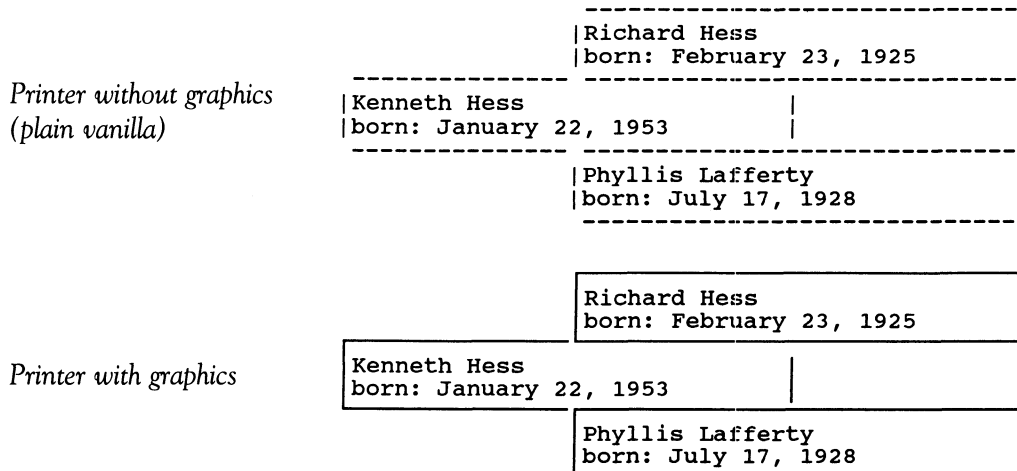 Richard Hess
born: February 23, 1925
Printer without graphics
(plain vanilla)
Kenneth Hess
born: January 22, 1953
Phyllis Lafferty
born: July 17, 1928
Richard Hess
born: February 23, 1925
Printer with graphics
Kenneth Hess
born: January 22, 1953
Phyllis Lafferty
born: July 17, 1928